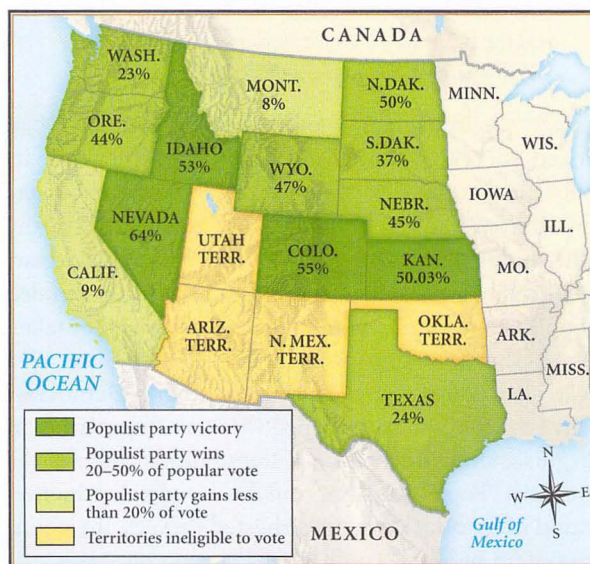 CANADA
WASH.
23%
MONT.
8%
N.DAK.
50%
MINN.
ORE.
44%
IDAHO
53%
S.DAK.
37%
WIS.
WYO.
47%
NEVADA
64%
NEBR.
45%
IOWA
UTAH
TERR.
COLO.
55%
KAN.
50.03%
MO.
ILL.
CALIF.
9%
ARIZ.
TERR.
N. MEX.
TERR.
OKLA.
TERR.
ARK.
MISS.
PACIFIC
OCEAN
TEXAS
24%
LA.
Populist party victory
Populist party wins
20–50% of popular vote
Populist party gains less
than 20% of vote
Territories ineligible to vote
MEXICO
Gulf of
Mexico
N
W
E
S